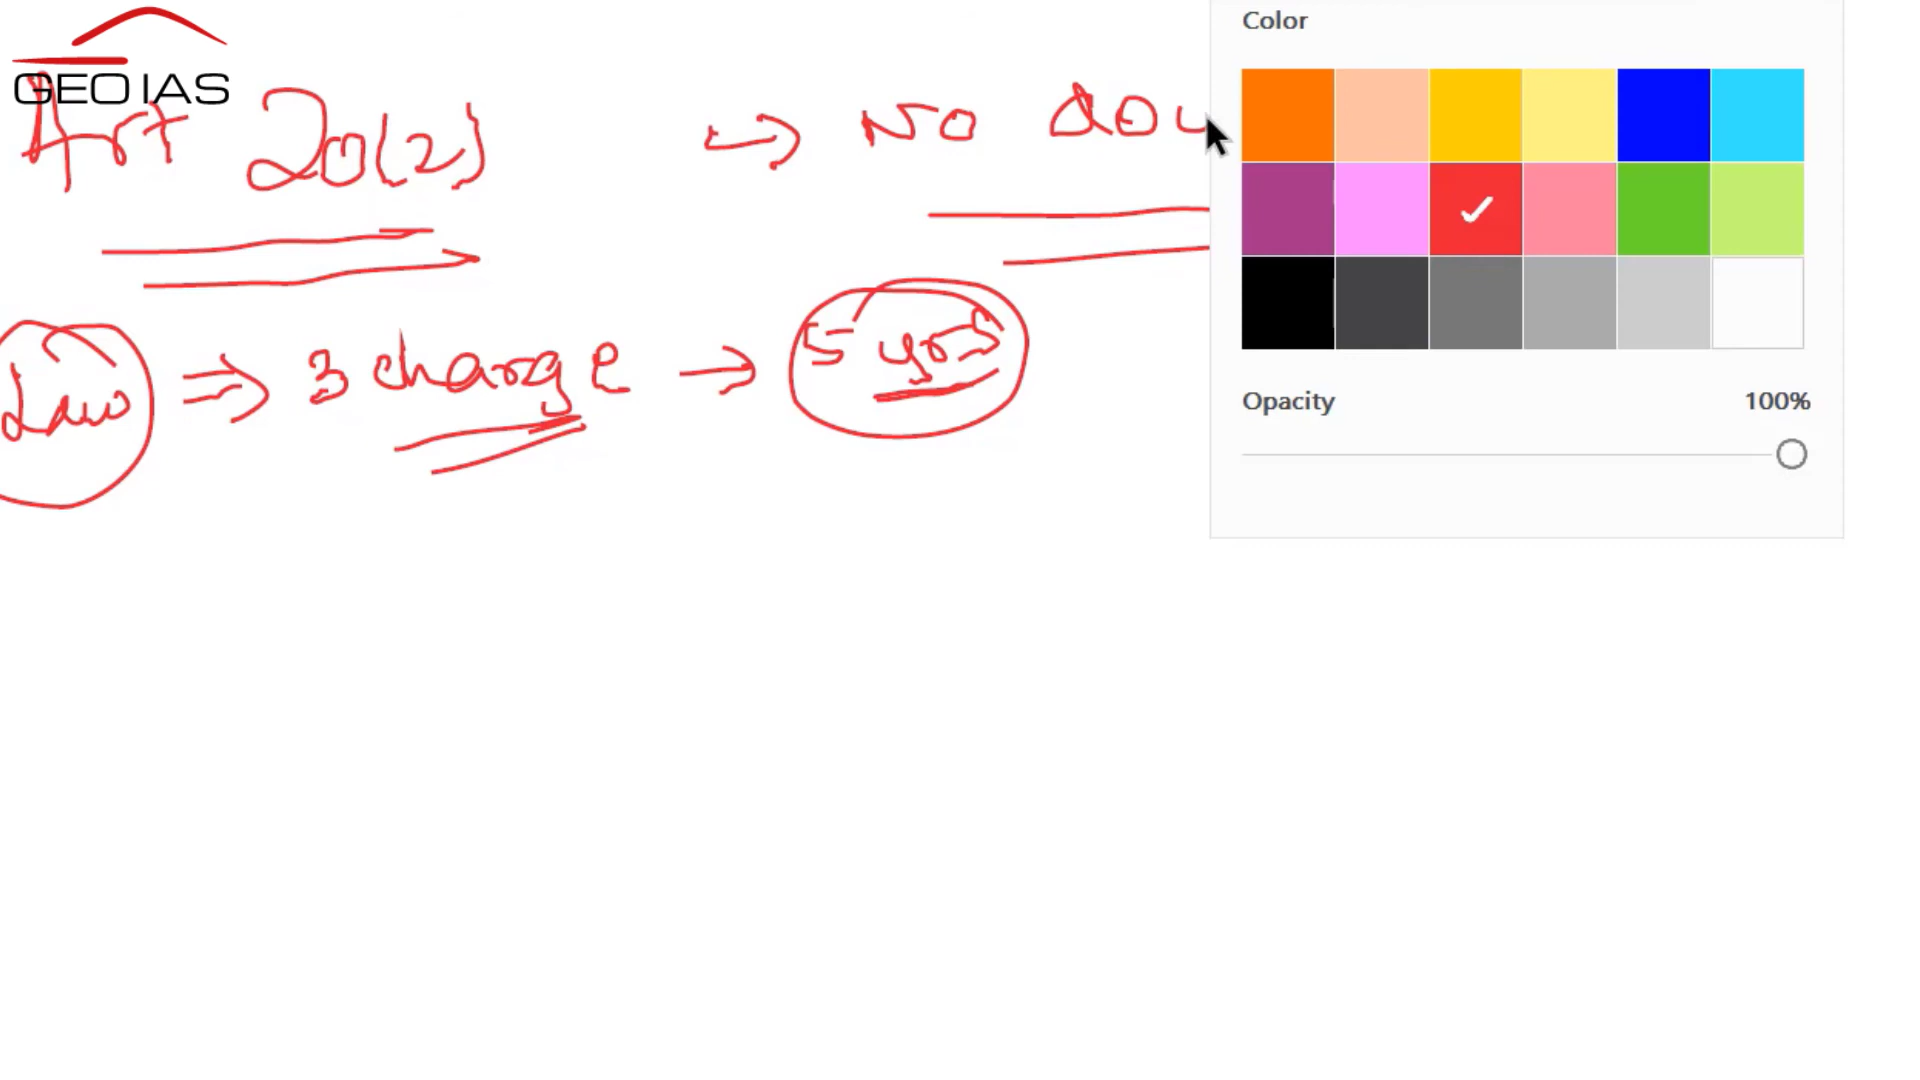 GEO IAS
Art 20(2) → No dou
Law ⇒ 3 charge → 5 yrs
Color
Opacity 100%